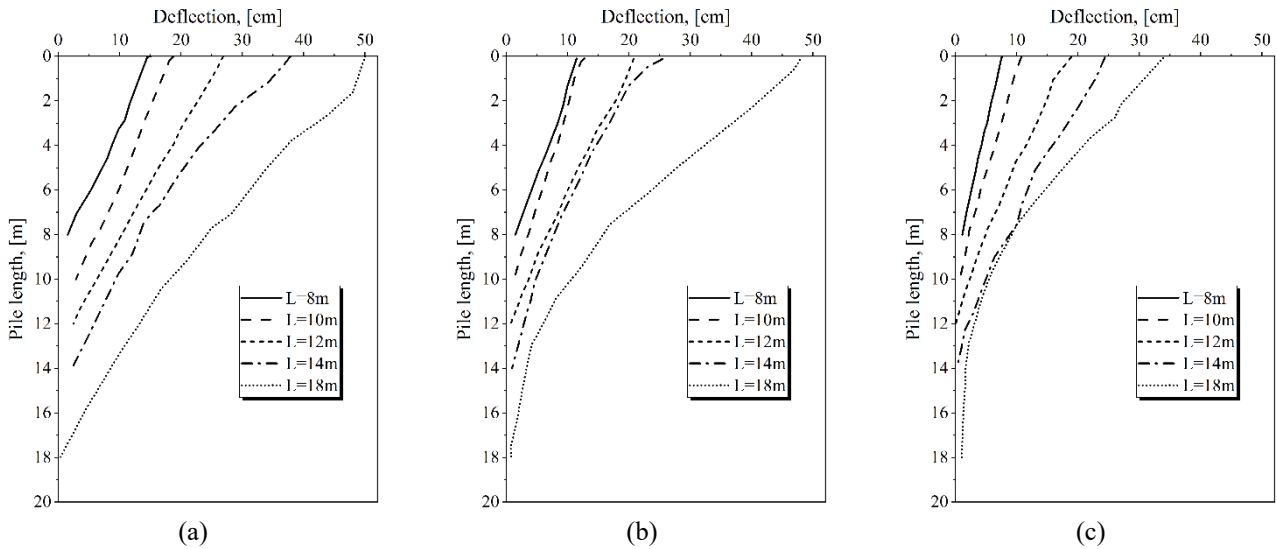 Deflection, [cm]
0 10 20 30 40 50
0
2
4
6
8
10
12
14
16
18
20
Pile length, [m]
L=8m
L=10m
L=12m
L=14m
L=18m
(a)
Deflection, [cm]
0 10 20 30 40 50
0
2
4
6
8
10
12
14
16
18
20
Pile length, [m]
L=8m
L=10m
L=12m
L=14m
L=18m
(b)
Deflection, [cm]
0 10 20 30 40 50
0
2
4
6
8
10
12
14
16
18
20
Pile length, [m]
L=8m
L=10m
L=12m
L=14m
L=18m
(c)